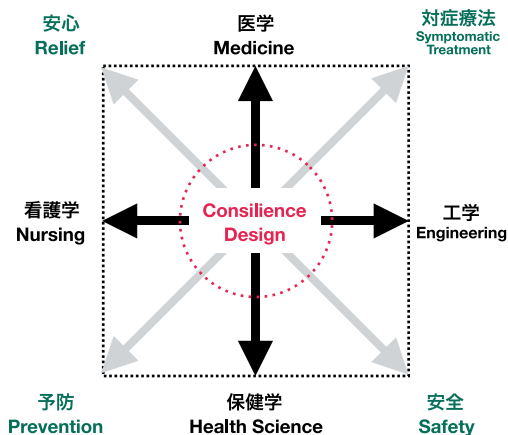 安心
Relief
医学
Medicine
対症療法
Symptomatic
Treatment
看護学
Nursing
Consilience
Design
工学
Engineering
予防
Prevention
保健学
Health Science
安全
Safety